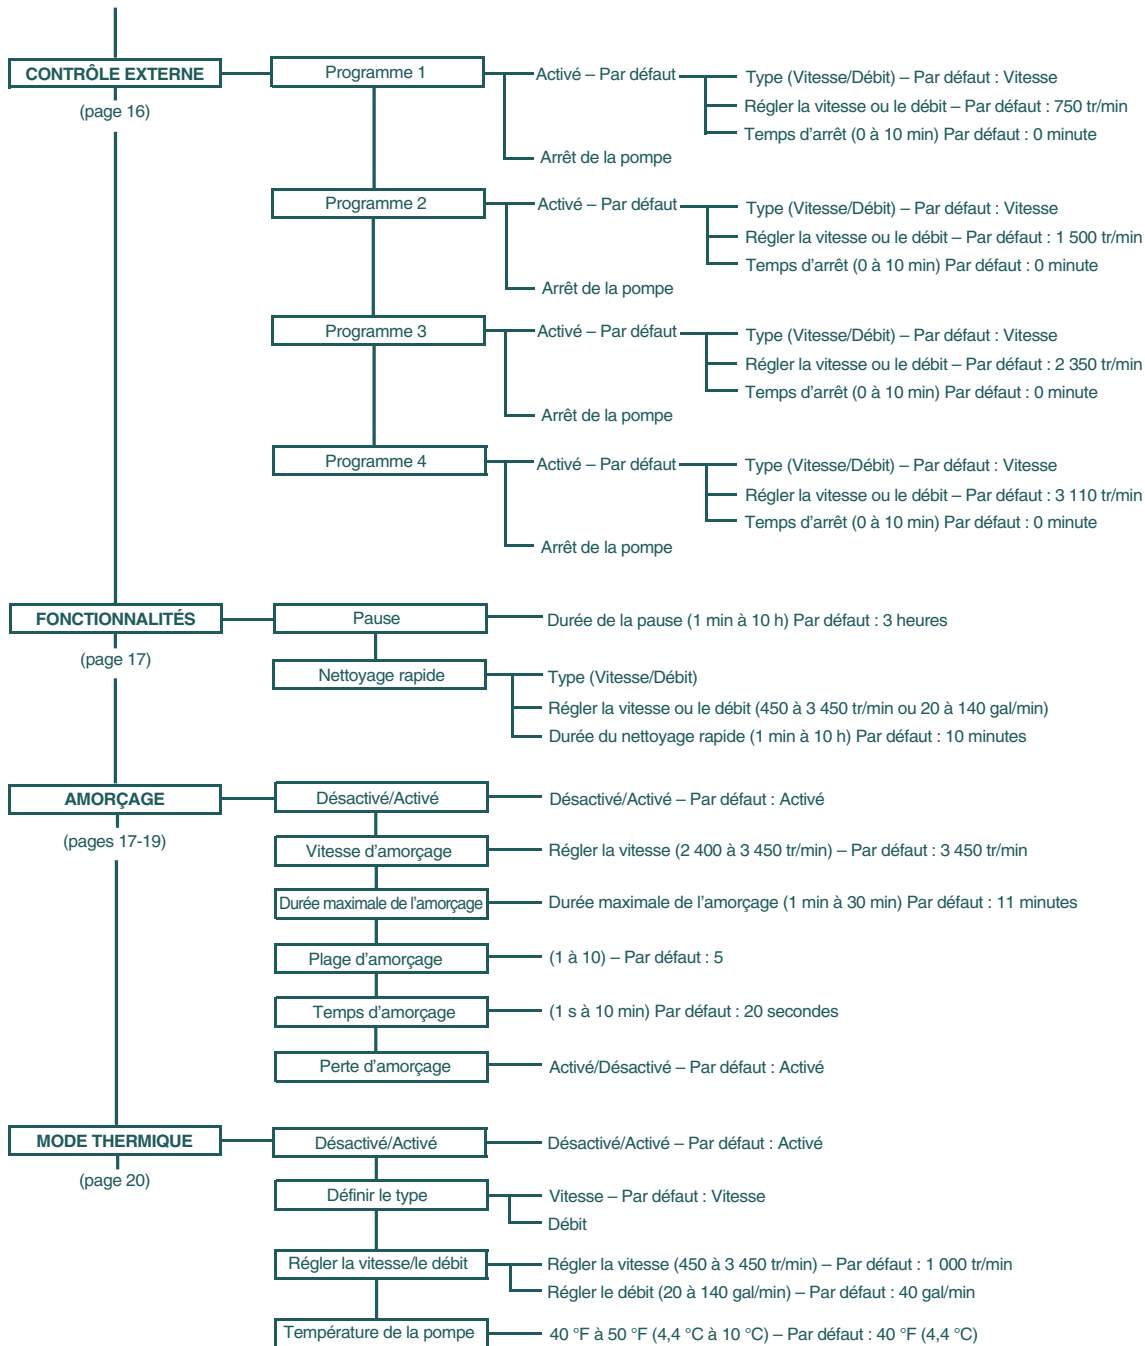 CONTRÔLE EXTERNE
(page 16)
Programme 1
Activé – Par défaut
Type (Vitesse/Débit) – Par défaut : Vitesse
Régler la vitesse ou le débit – Par défaut : 750 tr/min
Temps d'arrêt (0 à 10 min) Par défaut : 0 minute
Arrêt de la pompe
Programme 2
Activé – Par défaut
Type (Vitesse/Débit) – Par défaut : Vitesse
Régler la vitesse ou le débit – Par défaut : 1 500 tr/min
Temps d'arrêt (0 à 10 min) Par défaut : 0 minute
Arrêt de la pompe
Programme 3
Activé – Par défaut
Type (Vitesse/Débit) – Par défaut : Vitesse
Régler la vitesse ou le débit – Par défaut : 2 350 tr/min
Temps d'arrêt (0 à 10 min) Par défaut : 0 minute
Arrêt de la pompe
Programme 4
Activé – Par défaut
Type (Vitesse/Débit) – Par défaut : Vitesse
Régler la vitesse ou le débit – Par défaut : 3 110 tr/min
Temps d'arrêt (0 à 10 min) Par défaut : 0 minute
Arrêt de la pompe
FONCTIONNALITÉS
(page 17)
Pause
Durée de la pause (1 min à 10 h) Par défaut : 3 heures
Nettoyage rapide
Type (Vitesse/Débit)
Régler la vitesse ou le débit (450 à 3 450 tr/min ou 20 à 140 gal/min)
Durée du nettoyage rapide (1 min à 10 h) Par défaut : 10 minutes
AMORÇAGE
(pages 17-19)
Désactivé/Activé
Désactivé/Activé – Par défaut : Activé
Vitesse d'amorçage
Régler la vitesse (2 400 à 3 450 tr/min) – Par défaut : 3 450 tr/min
Durée maximale de l'amorçage
Durée maximale de l'amorçage (1 min à 30 min) Par défaut : 11 minutes
Plage d'amorçage
(1 à 10) – Par défaut : 5
Temps d'amorçage
(1 s à 10 min) Par défaut : 20 secondes
Perte d'amorçage
Activé/Désactivé – Par défaut : Activé
MODE THERMIQUE
(page 20)
Désactivé/Activé
Désactivé/Activé – Par défaut : Activé
Définir le type
Vitesse – Par défaut : Vitesse
Débit
Régler la vitesse/le débit
Régler la vitesse (450 à 3 450 tr/min) – Par défaut : 1 000 tr/min
Régler le débit (20 à 140 gal/min) – Par défaut : 40 gal/min
Température de la pompe
40 °F à 50 °F (4,4 °C à 10 °C) – Par défaut : 40 °F (4,4 °C)